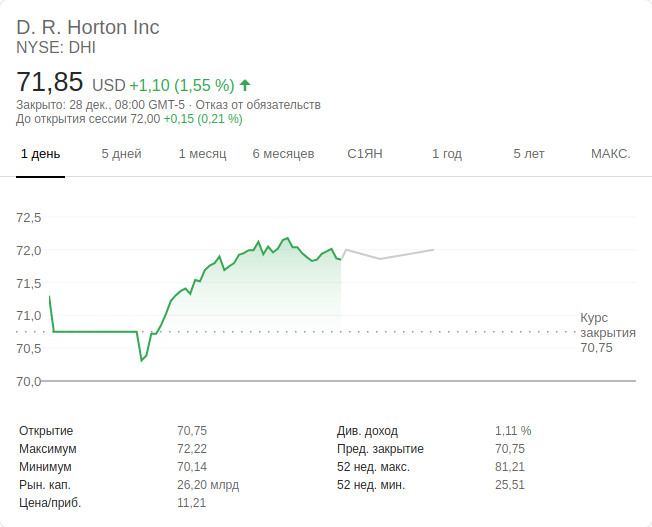 D. R. Horton Inc
NYSE: DHI
71,85 USD +1,10 (1,55 %)
Закрыто: 28 дек., 08:00 GMT-5 · Отказ от обязательств
До открытия сессии 72,00 +0,15 (0,21 %)
1 день 5 дней 1 месяц 6 месяцев С1ЯН 1 год 5 лет МАКС.
72,5
72,0
71,5
71,0
70,5
70,0
Курс
закрытия
70,75
Открытие 70,75 Див. доход 1,11 %
Максимум 72,22 Пред. закрытие 70,75
Минимум 70,14 52 нед. макс. 81,21
Рын. кап. 26,20 млрд 52 нед. мин. 25,51
Цена/приб. 11,21